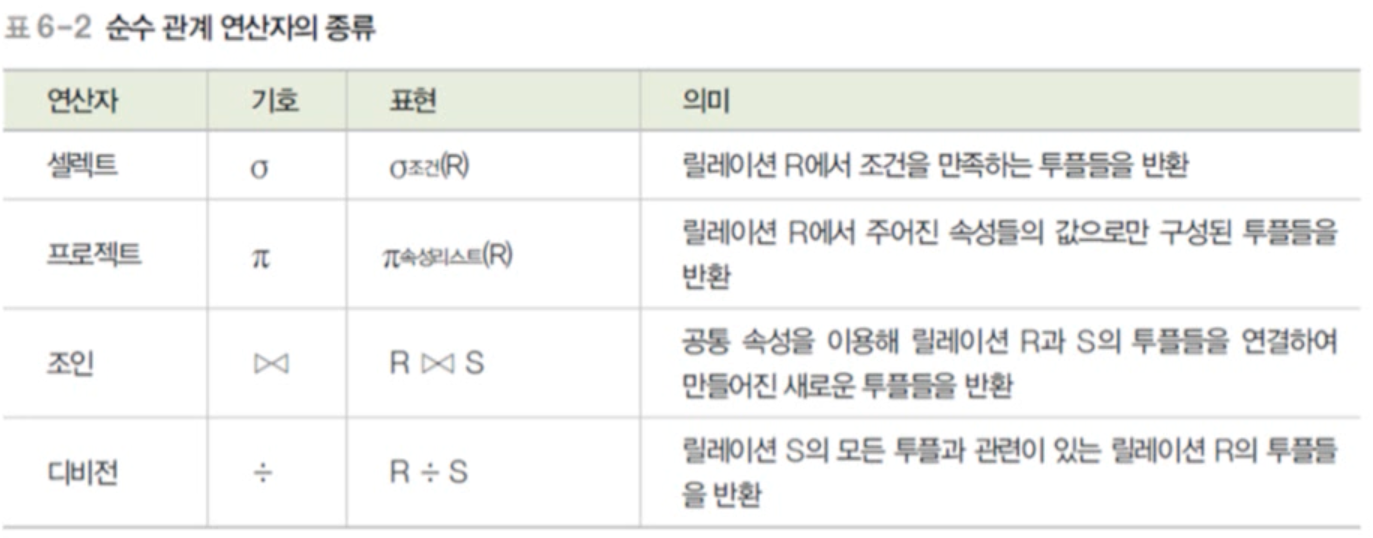 표 6-2 순수 관계 연산자의 종류
연산자 기호 표현 의미
셀렉트 σ σ조건(R) 릴레이션 R에서 조건을 만족하는 투플들을 반환
프로젝트 π π속성리스트(R) 릴레이션 R에서 주어진 속성들의 값으로만 구성된 투플들을
반환
조인 ⋈ R ⋈ S 공통 속성을 이용해 릴레이션 R과 S의 투플들을 연결하여
만들어진 새로운 투플들을 반환
디비전 ÷ R ÷ S 릴레이션 S의 모든 투플과 관련이 있는 릴레이션 R의 투플들
을 반환